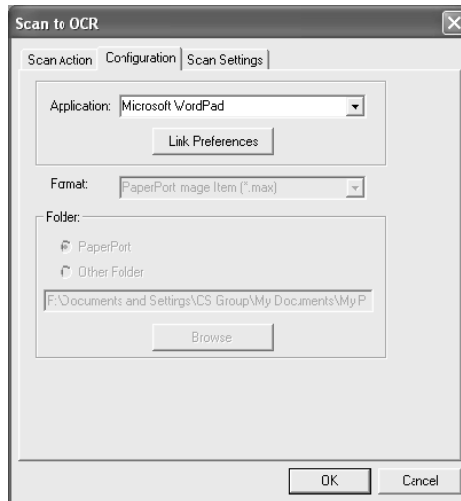 Scan to OCR
Scan Action Configuration Scan Settings
Application: Microsoft WordPad
Link Preferences
Format: PaperPort mage Item (*.max)
Folder:
PaperPort
Other Folder
F:\Documents and Settings\CS Group\My Documents\My P
Browse
OK Cancel